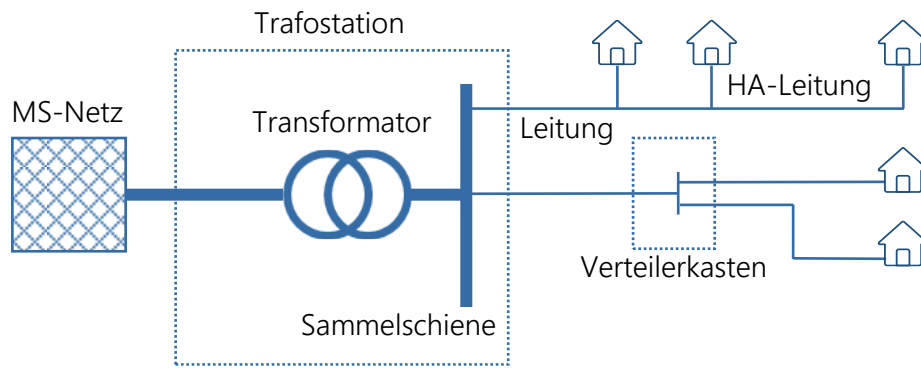 Trafostation
MS-Netz
Transformator
HA-Leitung
Leitung
Verteilerkasten
Sammelschiene